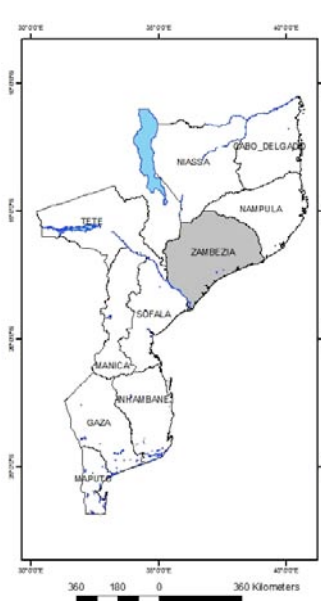 30°0'0"E 35°0'0"E 40°0'0"E
CABO_DELGADO
NIASSA
NAMPULA
TETE
ZAMBEZIA
SOFALA
MANICA
INHAMBANE
GAZA
MAPUTO
30°0'0"E 35°0'0"E 40°0'0"E
360 180 0 360 Kilometers